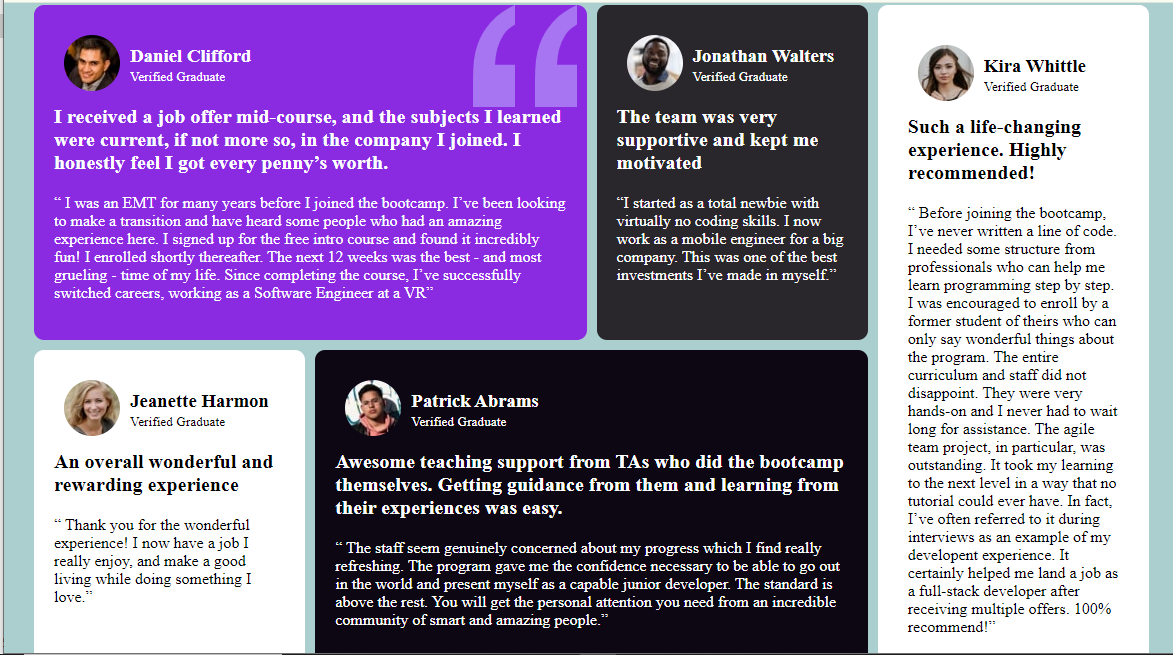 Daniel Clifford
Verified Graduate
I received a job offer mid-course, and the subjects I learned
were current, if not more so, in the company I joined. I
honestly feel I got every penny’s worth.
“ I was an EMT for many years before I joined the bootcamp. I’ve been looking
to make a transition and have heard some people who had an amazing
experience here. I signed up for the free intro course and found it incredibly
fun! I enrolled shortly thereafter. The next 12 weeks was the best - and most
grueling - time of my life. Since completing the course, I’ve successfully
switched careers, working as a Software Engineer at a VR”
Jonathan Walters
Verified Graduate
The team was very
supportive and kept me
motivated
“I started as a total newbie with
virtually no coding skills. I now
work as a mobile engineer for a big
company. This was one of the best
investments I’ve made in myself.”
Kira Whittle
Verified Graduate
Such a life-changing
experience. Highly
recommended!
“ Before joining the bootcamp,
I’ve never written a line of code.
I needed some structure from
professionals who can help me
learn programming step by step.
I was encouraged to enroll by a
former student of theirs who can
only say wonderful things about
the program. The entire
curriculum and staff did not
disappoint. They were very
hands-on and I never had to wait
long for assistance. The agile
team project, in particular, was
outstanding. It took my learning
to the next level in a way that no
tutorial could ever have. In fact,
I’ve often referred to it during
interviews as an example of my
developent experience. It
certainly helped me land a job as
a full-stack developer after
receiving multiple offers. 100%
recommend!”
Jeanette Harmon
Verified Graduate
An overall wonderful and
rewarding experience
“ Thank you for the wonderful
experience! I now have a job I
really enjoy, and make a good
living while doing something I
love.”
Patrick Abrams
Verified Graduate
Awesome teaching support from TAs who did the bootcamp
themselves. Getting guidance from them and learning from
their experiences was easy.
“ The staff seem genuinely concerned about my progress which I find really
refreshing. The program gave me the confidence necessary to be able to go out
in the world and present myself as a capable junior developer. The standard is
above the rest. You will get the personal attention you need from an incredible
community of smart and amazing people.”